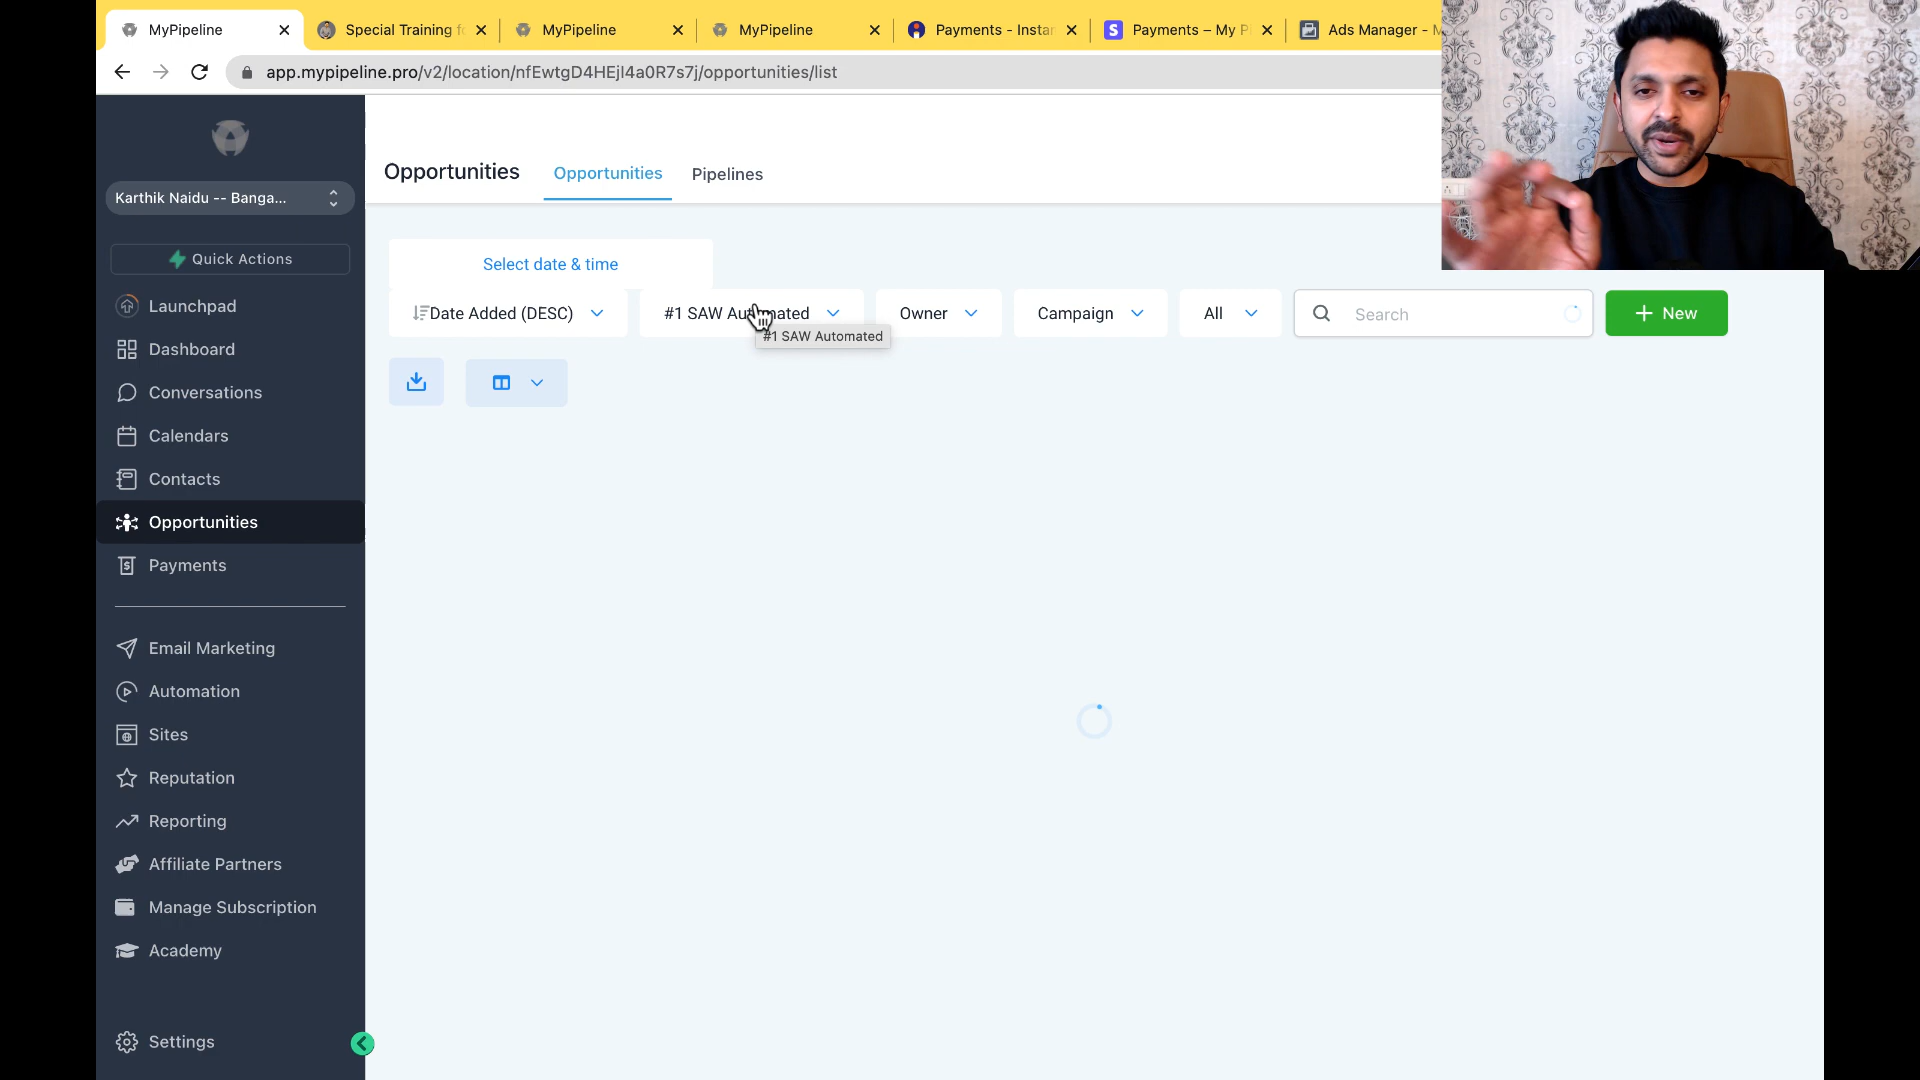 MyPipeline
Special Training fo
MyPipeline
MyPipeline
Payments - Instan
S Payments – My P
Ads Manager - M
app.mypipeline.pro/v2/location/nfEwtgD4HEjI4a0R7s7j/opportunities/list
Karthik Naidu -- Banga...
Quick Actions
Launchpad
Dashboard
Conversations
Calendars
Contacts
Opportunities
Payments
Email Marketing
Automation
Sites
Reputation
Reporting
Affiliate Partners
Manage Subscription
Academy
Settings
Opportunities
Opportunities
Pipelines
Select date & time
Date Added (DESC)
#1 SAW Automated
Owner
Campaign
All
Search
New
#1 SAW Automated